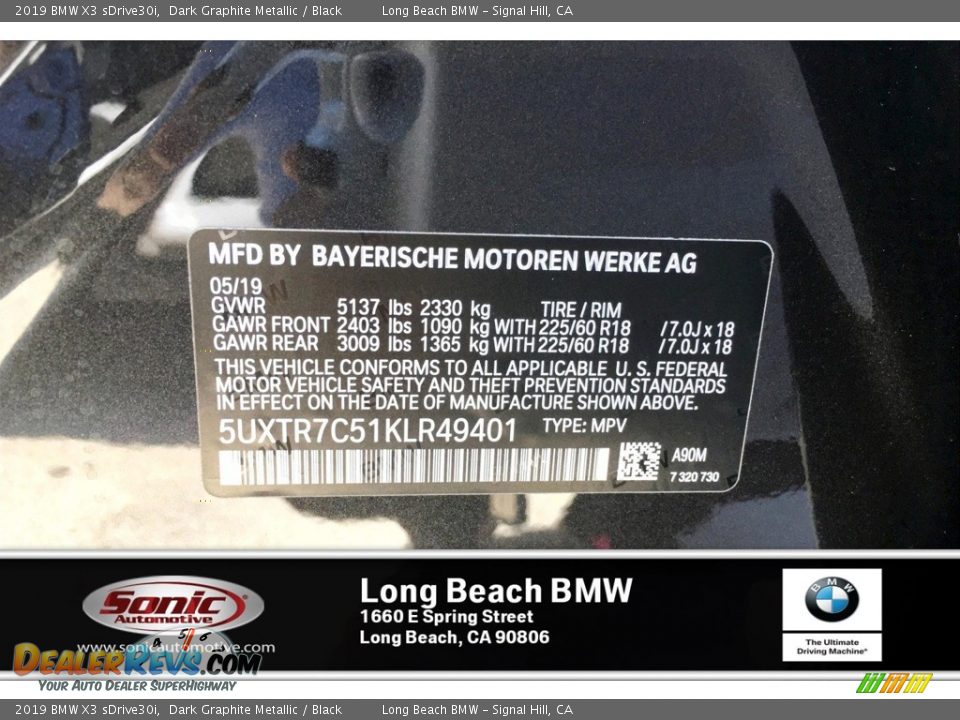 2019 BMW X3 sDrive30i, Dark Graphite Metallic / Black Long Beach BMW - Signal Hill, CA
MFD BY BAYERISCHE MOTOREN WERKE AG
05/19
GVWR 5137 lbs 2330 kg TIRE / RIM
GAWR FRONT 2403 lbs 1090 kg WITH 225/60 R18 /7.0J x 18
GAWR REAR 3009 lbs 1365 kg WITH 225/60 R18 /7.0J x 18
THIS VEHICLE CONFORMS TO ALL APPLICABLE U.S. FEDERAL
MOTOR VEHICLE SAFETY AND THEFT PREVENTION STANDARDS
IN EFFECT ON THE DATE OF MANUFACTURE SHOWN ABOVE.
5UXTR7C51KLR49401 TYPE: MPV
A90M
7 320 730
Sonic
Automotive
www.sonicautomotive.com
Long Beach BMW
1660 E Spring Street
Long Beach, CA 90806
BMW
The Ultimate
Driving Machine®
4 5 6
DEALERREVS.COM
YOUR AUTO DEALER SUPERHIGHWAY
2019 BMW X3 sDrive30i, Dark Graphite Metallic / Black Long Beach BMW - Signal Hill, CA